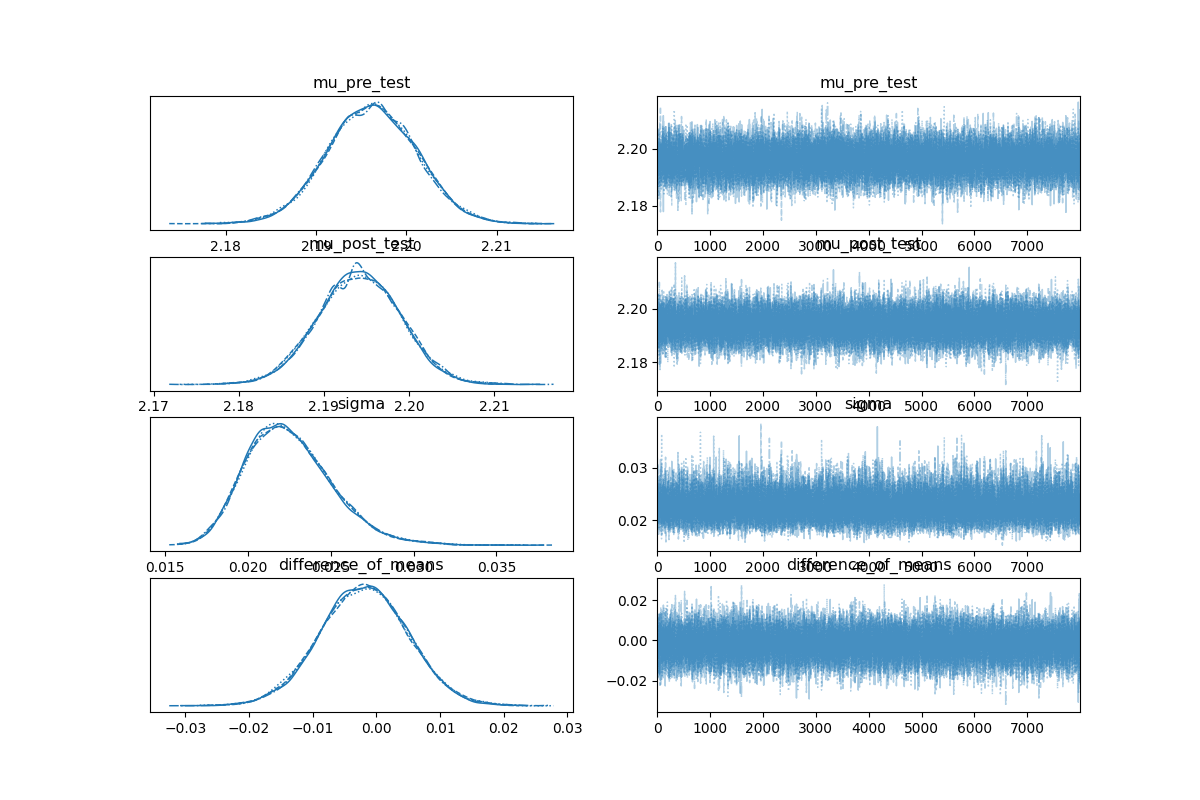 mu_pre_test mu_pre_test
2.20
2.18
2.18 2.19 2.20 2.21 0 1000 2000 3000 4000 5000 6000 7000
mu_post_test mu_post_test
2.20
2.18
2.17 2.18 2.19 2.20 2.21 0 1000 2000 3000 4000 5000 6000 7000
sigma sigma
0.03
0.02
0.015 0.020 0.025 0.030 0.035 0 1000 2000 3000 4000 5000 6000 7000
difference_of_means difference_of_means
0.02
0.00
−0.02
−0.03 −0.02 −0.01 0.00 0.01 0.02 0.03 0 1000 2000 3000 4000 5000 6000 7000